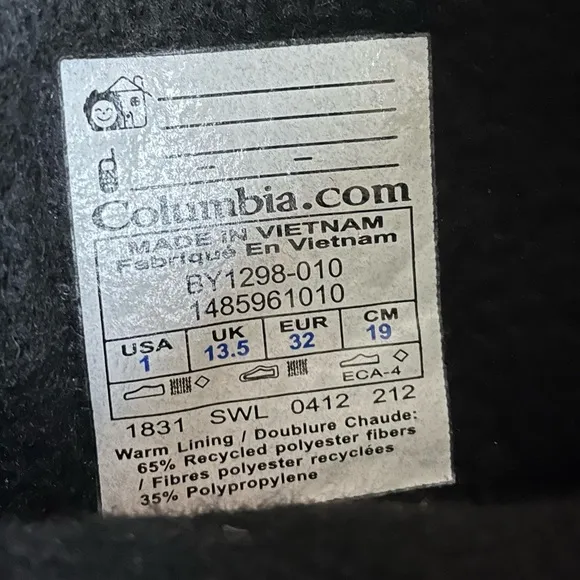 Columbia.com
MADE IN VIETNAM
Fabriqué En Vietnam
BY1298-010
1485961010
USA UK EUR CM
1 13.5 32 19
ECA-4
1831 SWL 0412 212
Warm Lining / Doublure Chaude:
65% Recycled polyester fibers
/ Fibres polyester recyclées
35% Polypropylene